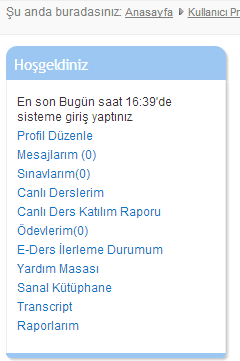 Şu anda buradasınız: Anasayfa Kullanıcı Pr
Hoşgeldiniz
En son Bugün saat 16:39'de
sisteme giriş yaptınız
Profil Düzenle
Mesajlarım (0)
Sınavlarım(0)
Canlı Derslerim
Canlı Ders Katılım Raporu
Ödevlerim(0)
E-Ders İlerleme Durumum
Yardım Masası
Sanal Kütüphane
Transcript
Raporlarım